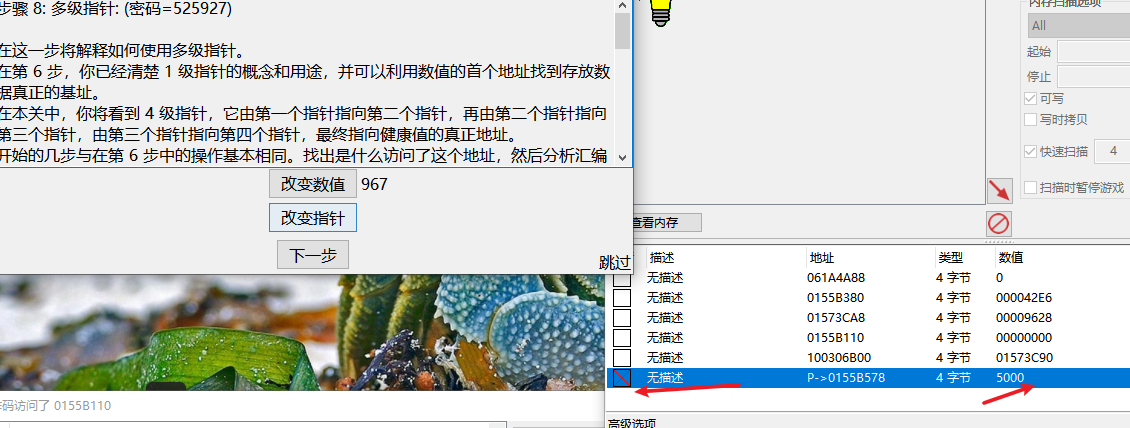 步骤 8: 多级指针: (密码=525927)
在这一步将解释如何使用多级指针。
在第 6 步，你已经清楚 1 级指针的概念和用途，并可以利用数值的首个地址找到存放数
据真正的基址。
在本关中，你将看到 4 级指针，它由第一个指针指向第二个指针，再由第二个指针指向
第三个指针，由第三个指针指向第四个指针，最终指向健康值的真正地址。
开始的几步与在第 6 步中的操作基本相同。找出是什么访问了这个地址，然后分析汇编
改变数值 967
改变指针
下一步
跳过
码访问了 0155B110
内存扫描选项
All
起始
停止
可写
写时拷贝
快速扫描 4
扫描时暂停游戏
查看内存
描述 地址 类型 数值
无描述 061A4A88 4 字节 0
无描述 0155B380 4 字节 000042E6
无描述 01573CA8 4 字节 00009628
无描述 0155B110 4 字节 00000000
无描述 100306B00 4 字节 01573C90
无描述 P->0155B578 4 字节 5000
高级选项